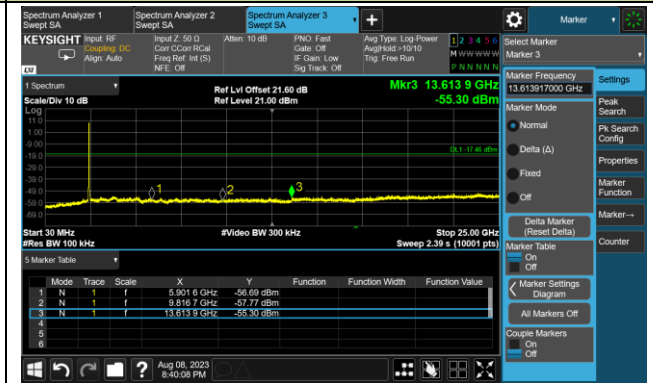 Spectrum Analyzer 1
Swept SA
Spectrum Analyzer 2
Swept SA
Spectrum Analyzer 3
Swept SA
Marker
KEYSIGHT
Input: RF
Coupling: DC
Align: Auto
Input Z: 50 Ω
Corr CCorr RCal
Freq Ref: Int (S)
NFE: Off
Atten: 10 dB
PNO: Fast
Gate: Off
IF Gain: Low
Sig Track: Off
Avg Type: Log-Power
Avg|Hold:>10/10
Trig: Free Run
1 2 3 4 5 6
M W W W W W
P N N N N N
LXI
Select Marker
Marker 3
1 Spectrum
Scale/Div 10 dB
Ref Lvl Offset 21.60 dB
Ref Level 21.00 dBm
Mkr3 13.613 9 GHz
-55.30 dBm
Log
11.0
1.00
-9.00
-19.0
-29.0
-39.0
-49.0
-59.0
-69.0
DL1 -17.46 dBm
1
2
3
Start 30 MHz
#Res BW 100 kHz
#Video BW 300 kHz
Stop 25.00 GHz
Sweep 2.39 s (10001 pts)
5 Marker Table
Mode Trace Scale X Y Function Function Width Function Value
1 N 1 f 5.901 6 GHz -56.69 dBm
2 N 1 f 9.816 7 GHz -57.77 dBm
3 N 1 f 13.613 9 GHz -55.30 dBm
4
5
6
Marker Frequency
13.613917000 GHz
Marker Mode
Normal
Delta (Δ)
Fixed
Off
Delta Marker
(Reset Delta)
Marker Table
On
Off
Marker Settings
Diagram
All Markers Off
Couple Markers
On
Off
Settings
Peak
Search
Pk Search
Config
Properties
Marker
Function
Marker→
Counter
Aug 08, 2023
8:40:08 PM